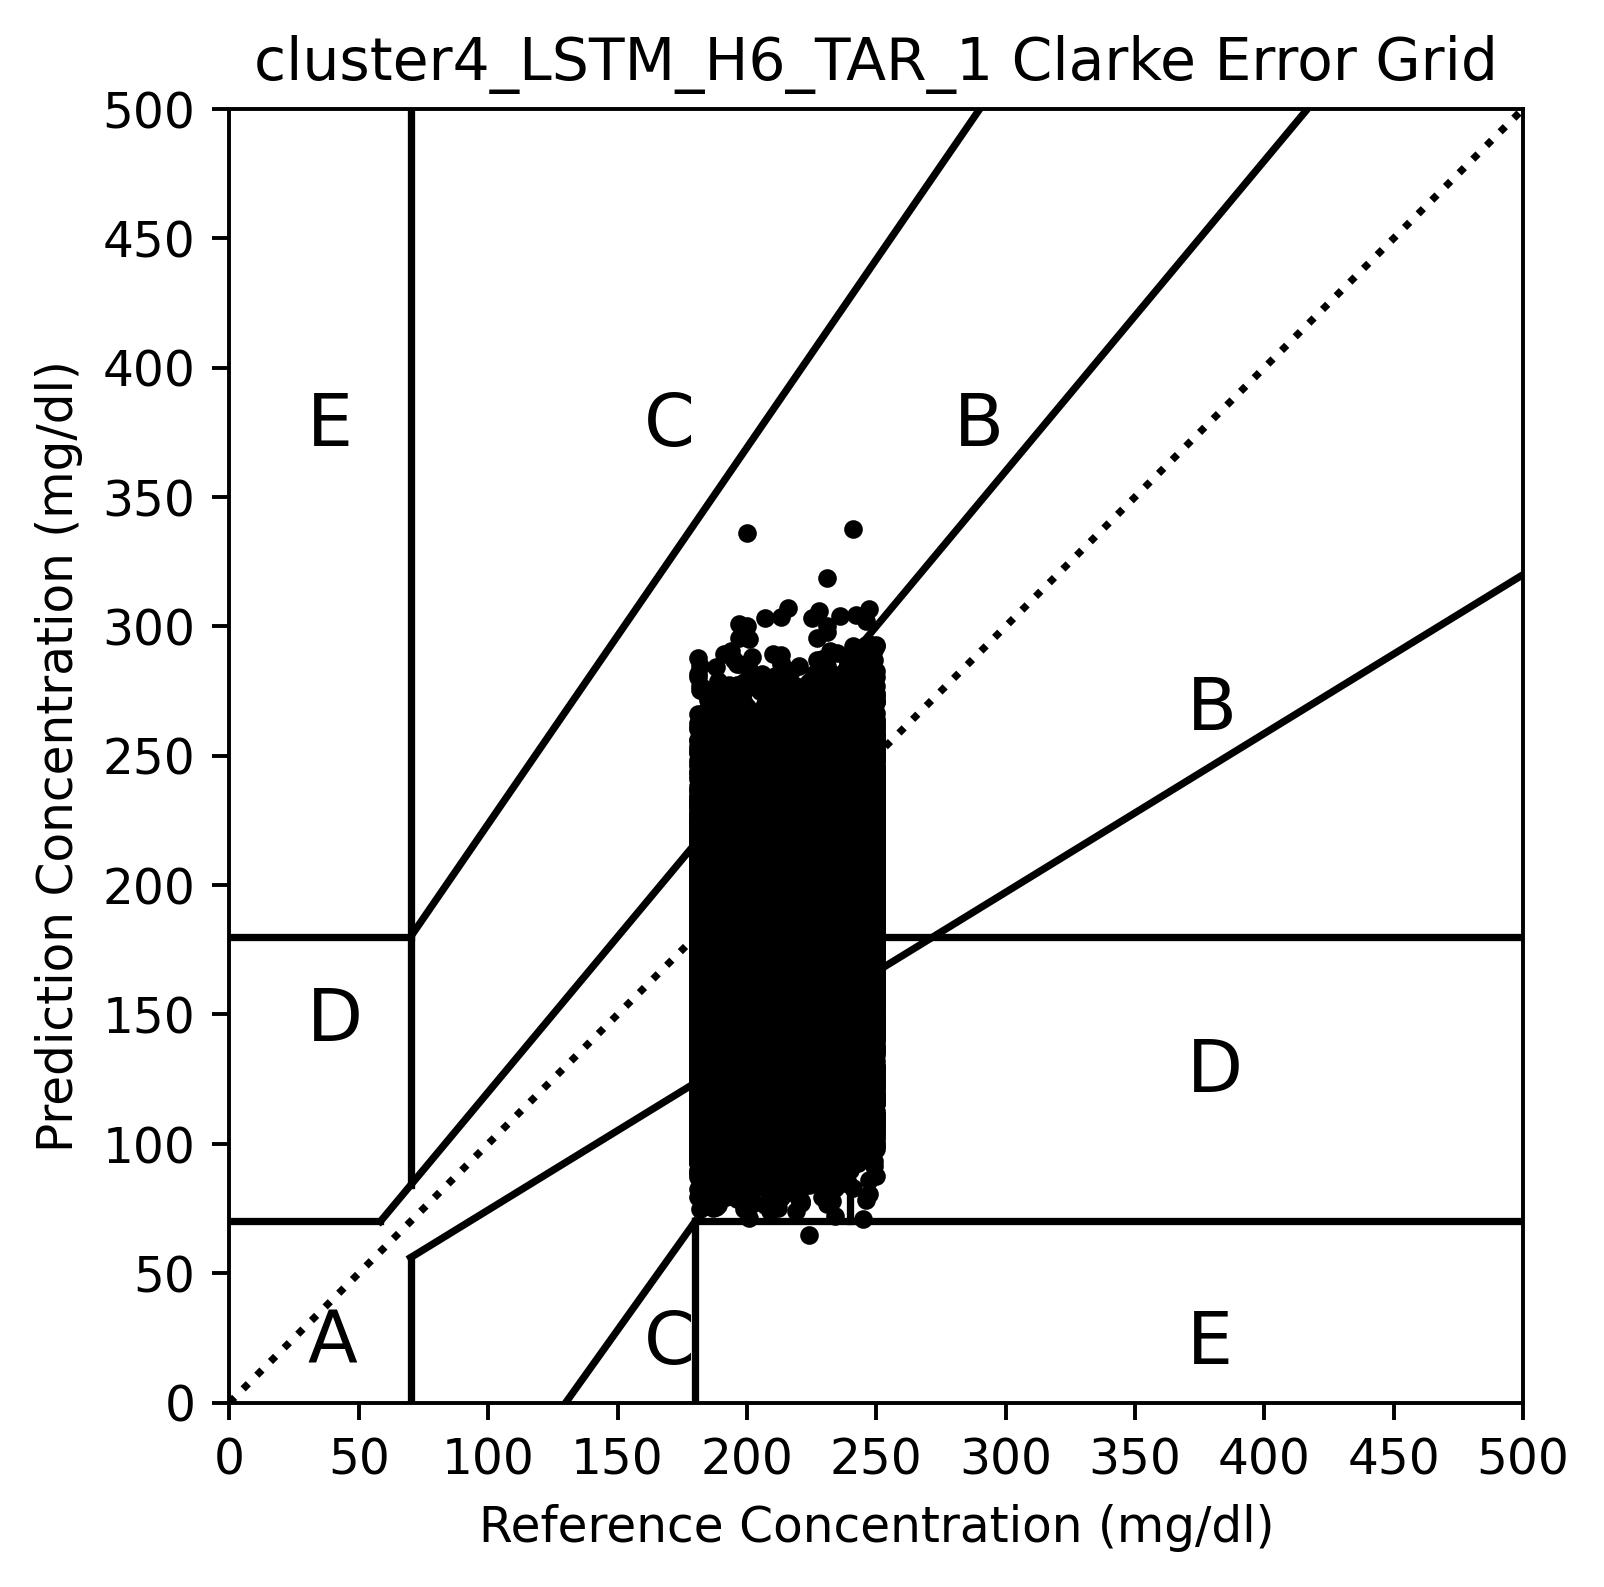 cluster4_LSTM_H6_TAR_1 Clarke Error Grid
Prediction Concentration (mg/dl)
500
450
400
350
300
250
200
150
100
50
0
E
C
B
B
D
D
A
C
E
0 50 100 150 200 250 300 350 400 450 500
Reference Concentration (mg/dl)